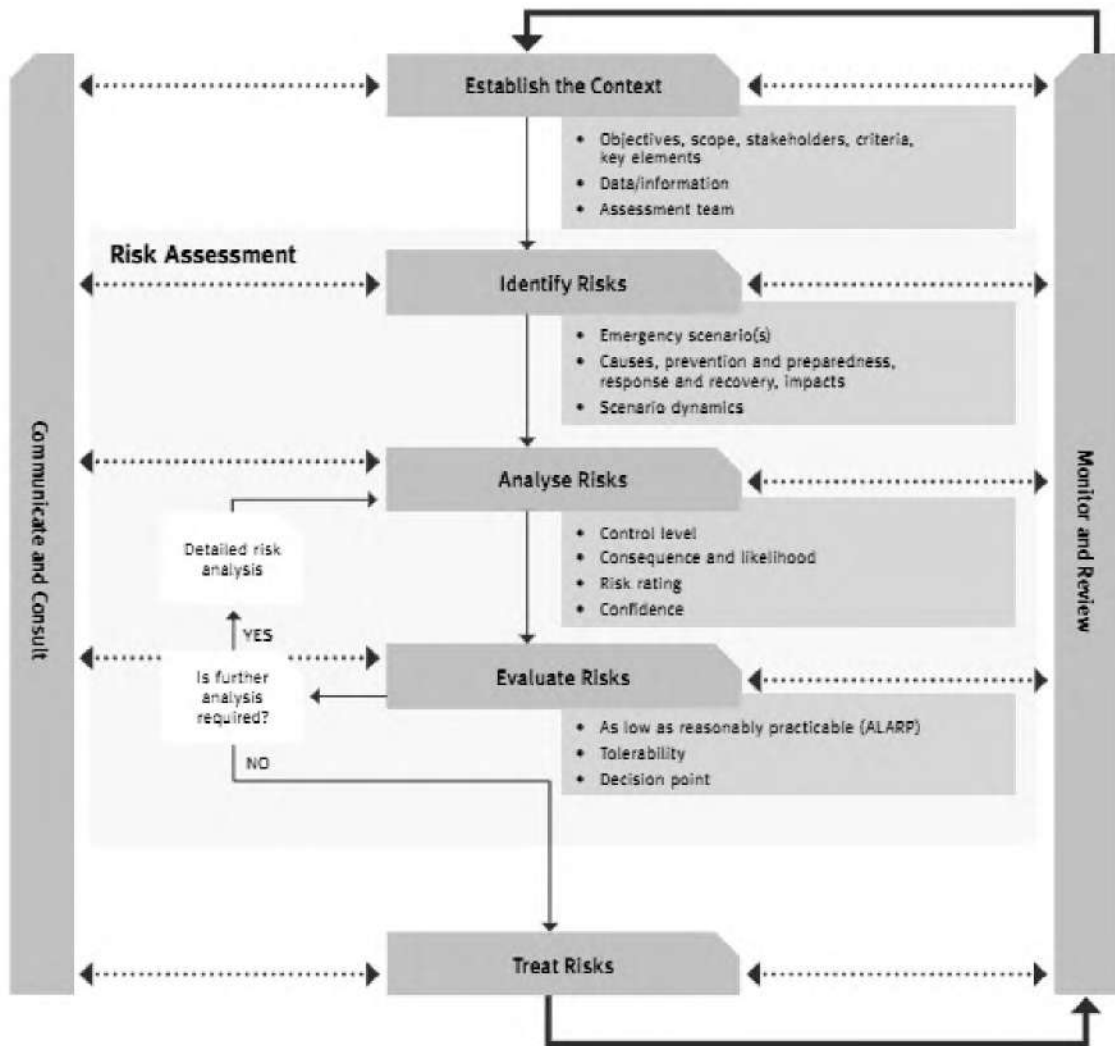 Establish the Context
• Objectives, scope, stakeholders, criteria,
key elements
• Data/information
• Assessment team
Risk Assessment
Identify Risks
• Emergency scenario(s)
• Causes, prevention and preparedness,
response and recovery, impacts
• Scenario dynamics
Communicate and Consult
Monitor and Review
Analyse Risks
• Control level
• Consequence and likelihood
• Risk rating
• Confidence
Detailed risk
analysis
YES
Is further
analysis
required?
NO
Evaluate Risks
• As low as reasonably practicable (ALARP)
• Tolerability
• Decision point
Treat Risks